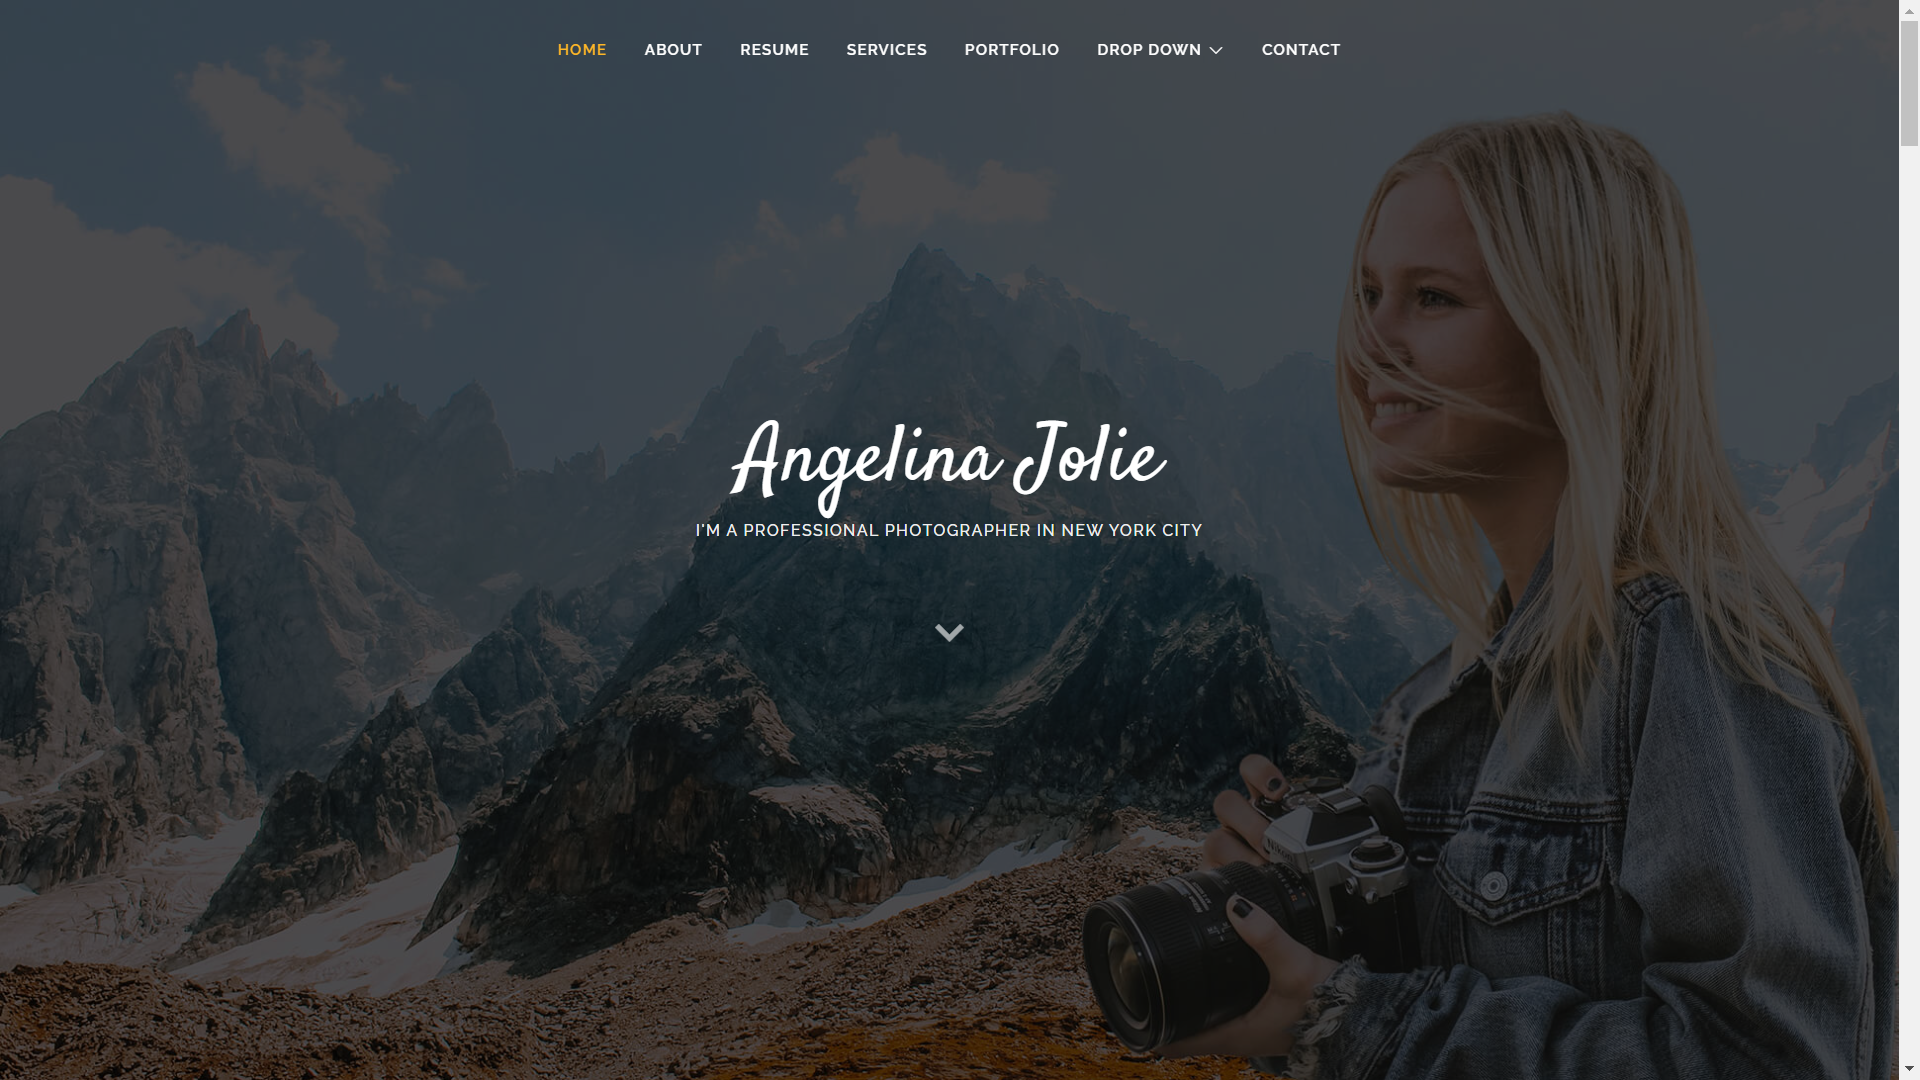 HOME ABOUT RESUME SERVICES PORTFOLIO DROP DOWN CONTACT
Angelina Jolie
I'M A PROFESSIONAL PHOTOGRAPHER IN NEW YORK CITY